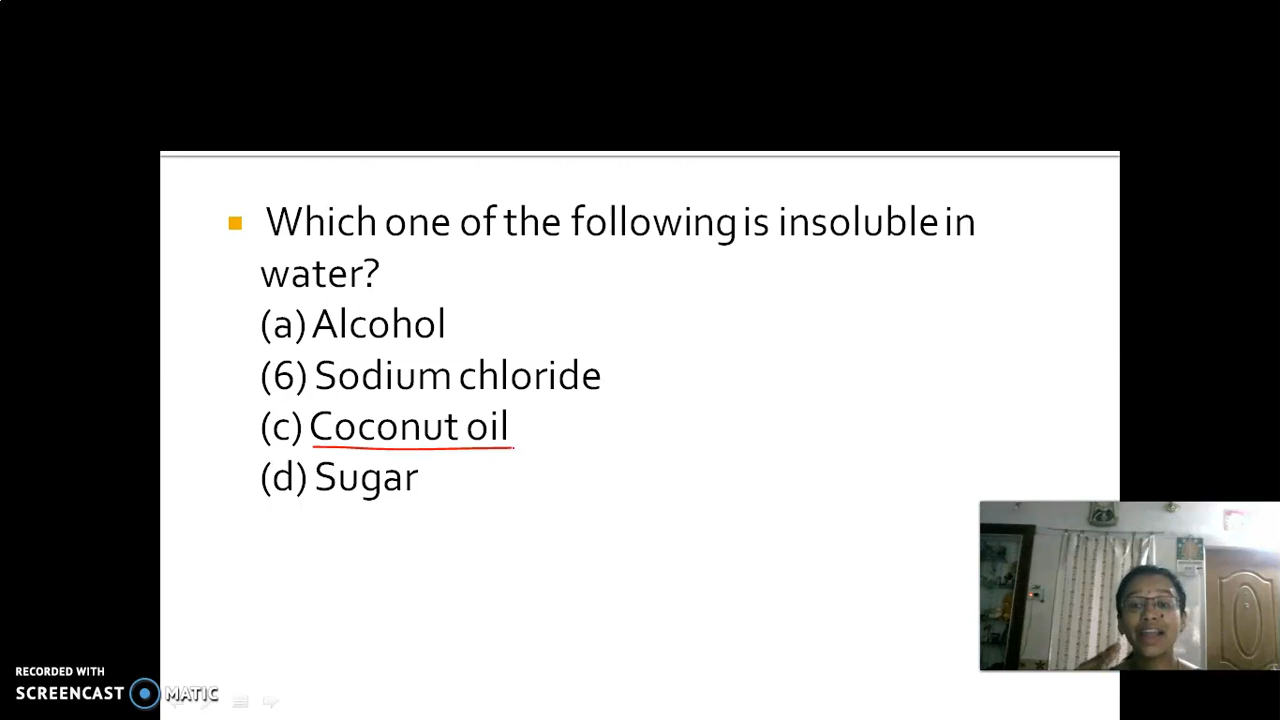 Which one of the following is insoluble in
water?
(a) Alcohol
(6) Sodium chloride
(c) Coconut oil
(d) Sugar
RECORDED WITH
SCREENCAST MATIC